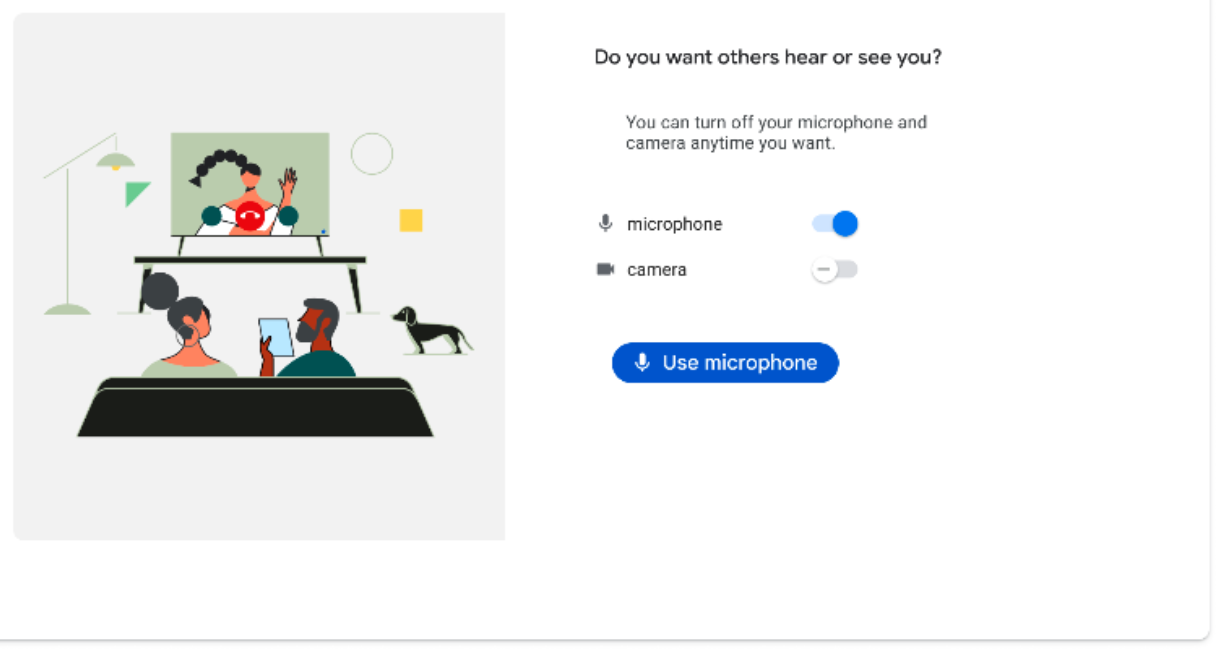 Do you want others hear or see you?
You can turn off your microphone and
camera anytime you want.
microphone
camera
Use microphone